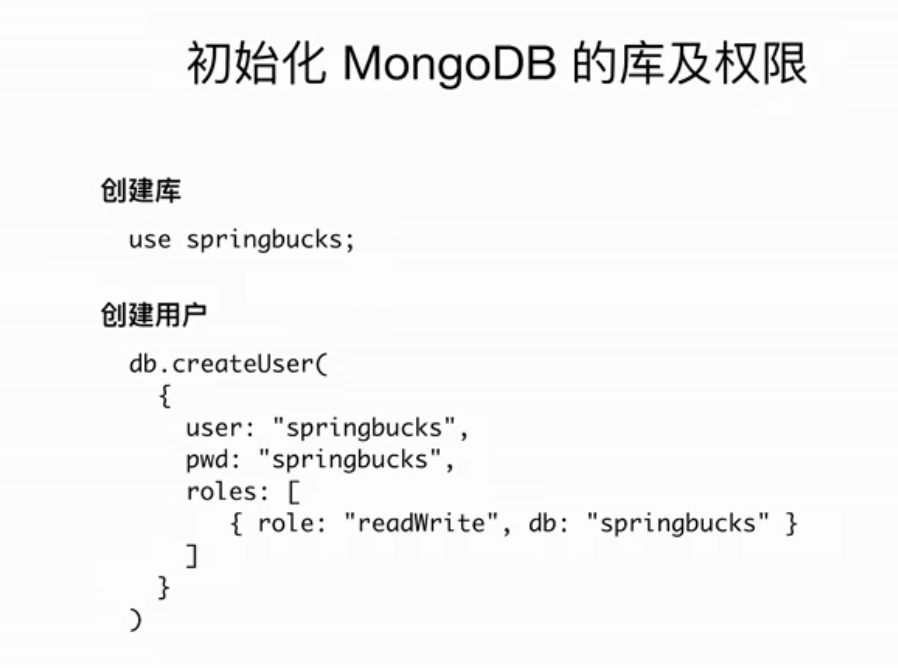 初始化 MongoDB 的库及权限
创建库
use springbucks;
创建用户
db.createUser(
{
user: "springbucks",
pwd: "springbucks",
roles: [
{ role: "readWrite", db: "springbucks" }
]
}
)